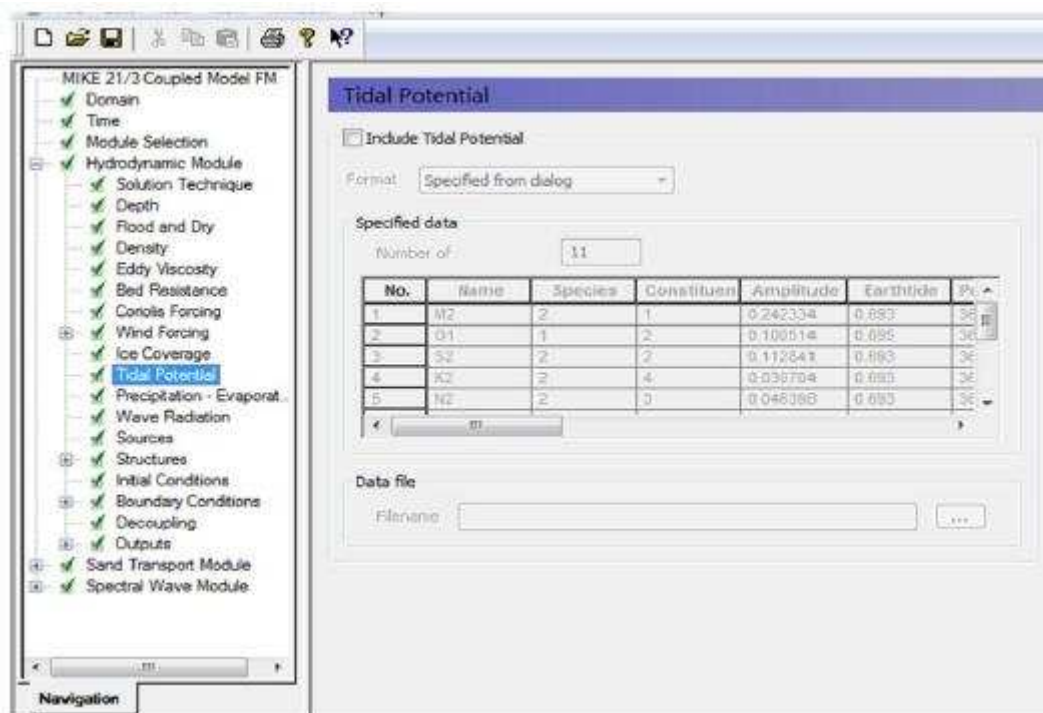 MIKE 21/3 Coupled Model FM
Domain
Time
Module Selection
Hydrodynamic Module
Solution Technique
Depth
Flood and Dry
Density
Eddy Viscosity
Bed Resistance
Coriolis Forcing
Wind Forcing
Ice Coverage
Tidal Potential
Precipitation - Evaporat..
Wave Radiation
Sources
Structures
Initial Conditions
Boundary Conditions
Decoupling
Outputs
Sand Transport Module
Spectral Wave Module
Navigation
Tidal Potential
Include Tidal Potential
Format Specified from dialog
Specified data
Number of 11
No. Name Species Constituen Amplitude Earthtide
1 M2 2 1 0.242334 0.693 36
2 O1 1 2 0.100514 0.695 36
3 S2 2 2 0.112841 0.693 36
4 K2 2 4 0.030704 0.693 36
5 N2 2 3 0.046398 0.693 36
Data file
Filename ...